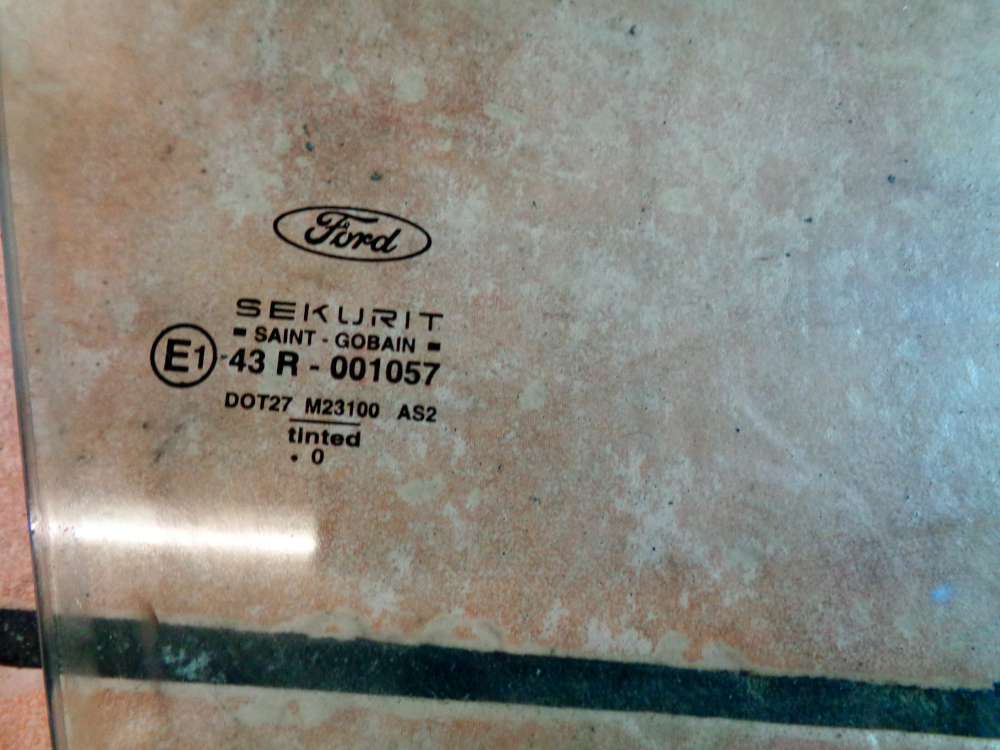 Ford
SEKURIT
SAINT - GOBAIN
E1 43 R - 001057
DOT27 M23100 AS2
tinted
. 0